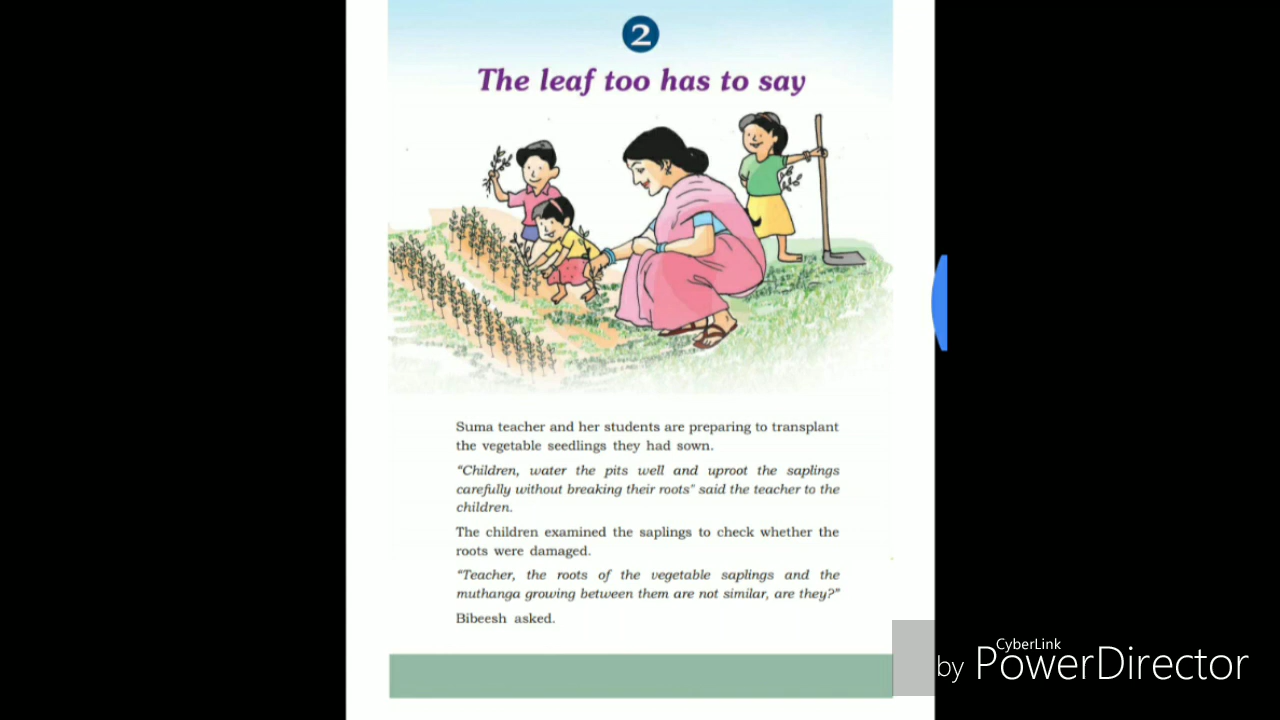 2
The leaf too has to say
Suma teacher and her students are preparing to transplant
the vegetable seedlings they had sown.
"Children, water the pits well and uproot the saplings
carefully without breaking their roots" said the teacher to the
children.
The children examined the saplings to check whether the
roots were damaged.
"Teacher, the roots of the vegetable saplings and the
muthanga growing between them are not similar, are they?"
Bibeesh asked.
CyberLink
by PowerDirector